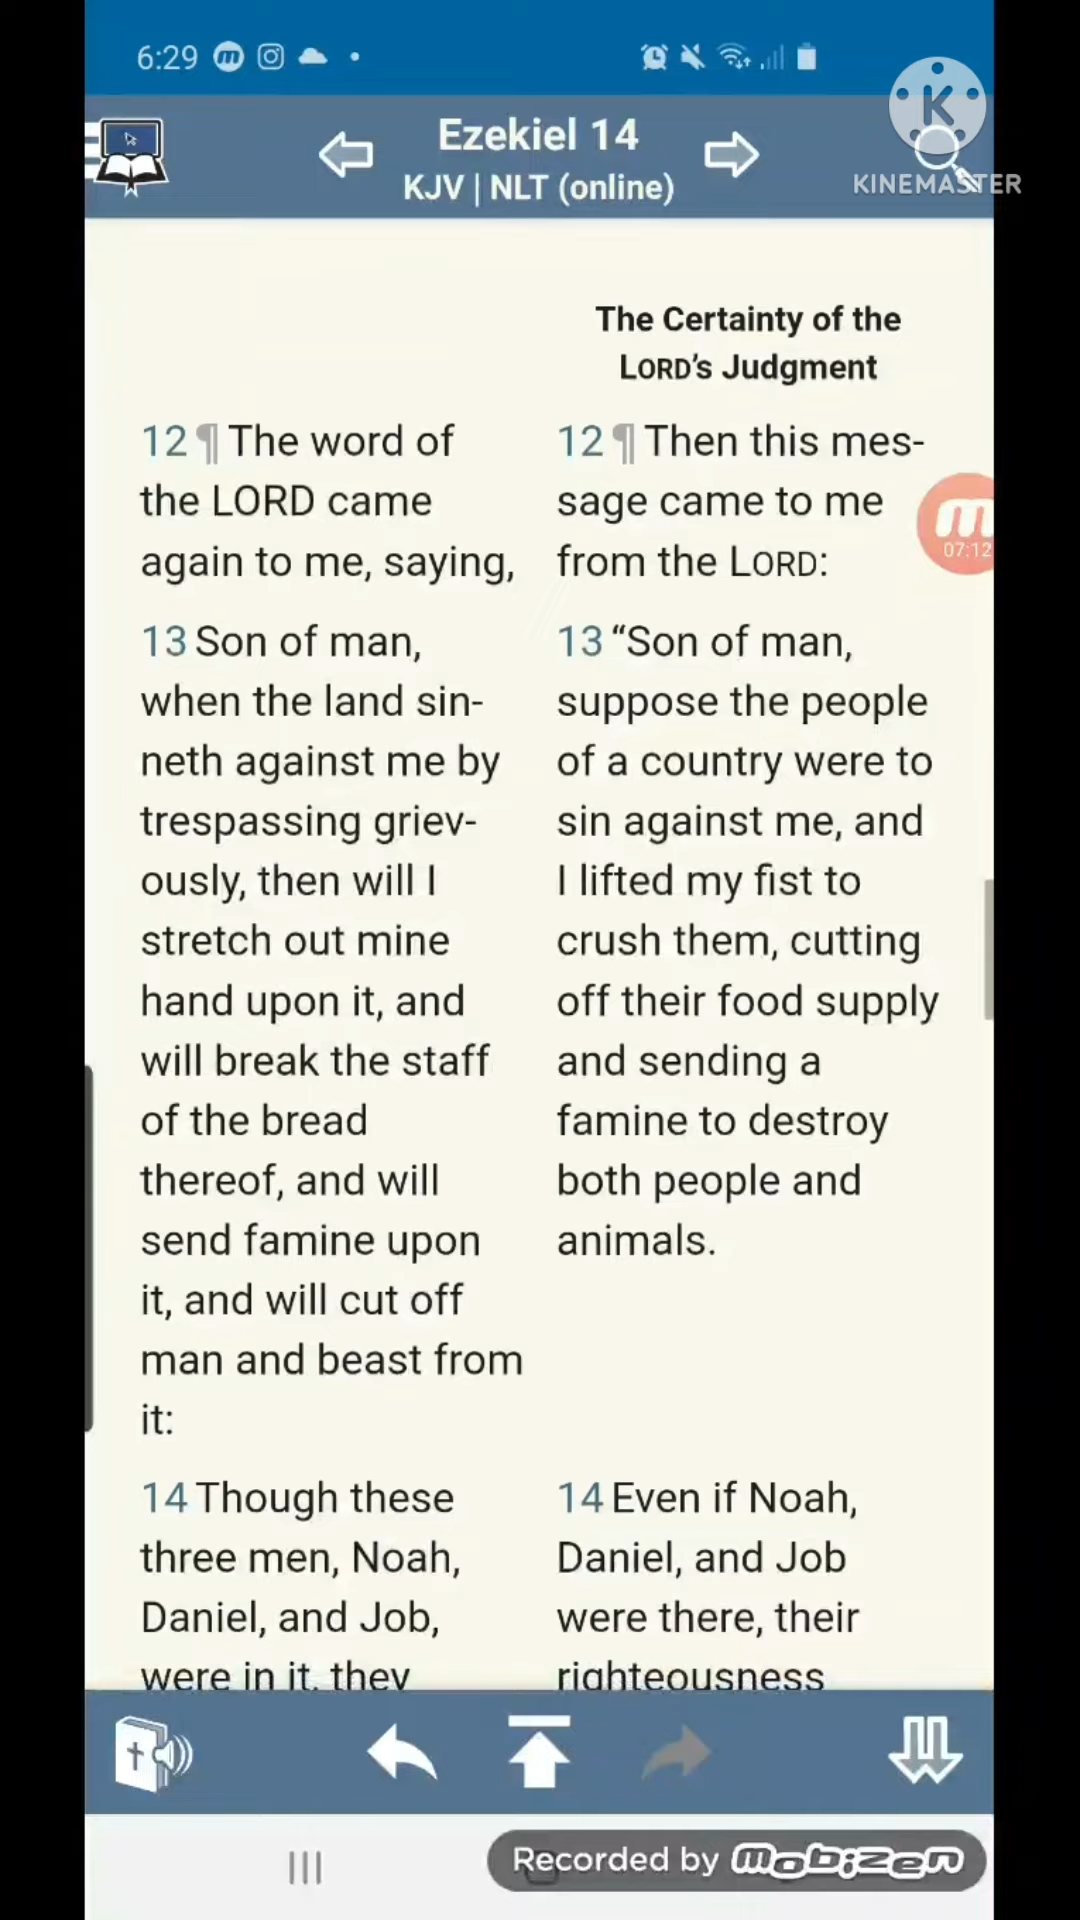 6:29
KINEMASTER
Ezekiel 14
KJV | NLT (online)
The Certainty of the
LORD's Judgment
12 ¶ The word of
the LORD came
again to me, saying,
13 Son of man,
when the land sin-
neth against me by
trespassing griev-
ously, then will I
stretch out mine
hand upon it, and
will break the staff
of the bread
thereof, and will
send famine upon
it, and will cut off
man and beast from
it:
14 Though these
three men, Noah,
Daniel, and Job,
were in it, they
12 ¶ Then this mes-
sage came to me
from the LORD:
13 “Son of man,
suppose the people
of a country were to
sin against me, and
I lifted my fist to
crush them, cutting
off their food supply
and sending a
famine to destroy
both people and
animals.
14 Even if Noah,
Daniel, and Job
were there, their
righteousness
07:12
Recorded by mobizen